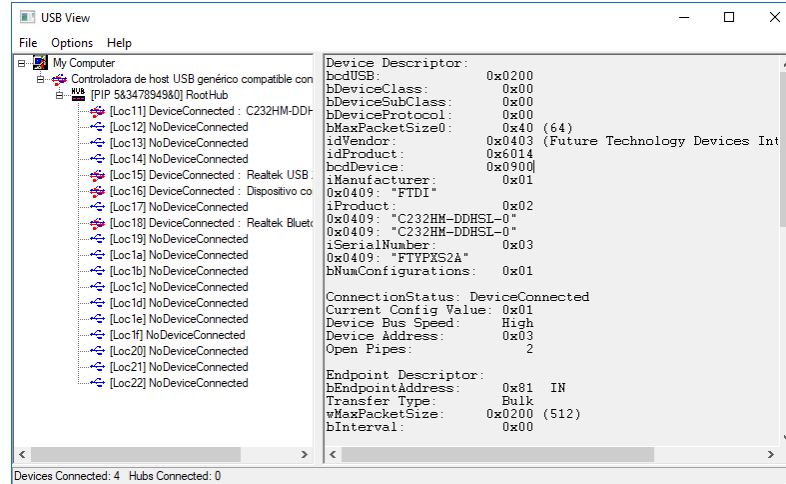 USB View
File Options Help
My Computer
Controladora de host USB genérico compatible con
HUB
[PIP 5&3478949&0] RootHub
[Loc11] DeviceConnected : C232HM-DDH
[Loc12] NoDeviceConnected
[Loc13] NoDeviceConnected
[Loc14] NoDeviceConnected
[Loc15] DeviceConnected : Realtek USB
[Loc16] DeviceConnected : Dispositivo co
[Loc17] NoDeviceConnected
[Loc18] DeviceConnected : Realtek Blueto
[Loc19] NoDeviceConnected
[Loc1a] NoDeviceConnected
[Loc1b] NoDeviceConnected
[Loc1c] NoDeviceConnected
[Loc1d] NoDeviceConnected
[Loc1e] NoDeviceConnected
[Loc1f] NoDeviceConnected
[Loc20] NoDeviceConnected
[Loc21] NoDeviceConnected
[Loc22] NoDeviceConnected
Device Descriptor:
bcdUSB: 0x0200
bDeviceClass: 0x00
bDeviceSubClass: 0x00
bDeviceProtocol: 0x00
bMaxPacketSize0: 0x40 (64)
idVendor: 0x0403 (Future Technology Devices Int
idProduct: 0x6014
bcdDevice: 0x0900
iManufacturer: 0x01
0x0409: "FTDI"
iProduct: 0x02
0x0409: "C232HM-DDHSL-0"
0x0409: "C232HM-DDHSL-0"
iSerialNumber: 0x03
0x0409: "FTYPXS2A"
bNumConfigurations: 0x01
ConnectionStatus: DeviceConnected
Current Config Value: 0x01
Device Bus Speed: High
Device Address: 0x03
Open Pipes: 2
Endpoint Descriptor:
bEndpointAddress: 0x81 IN
Transfer Type: Bulk
wMaxPacketSize: 0x0200 (512)
bInterval: 0x00
Devices Connected: 4 Hubs Connected: 0